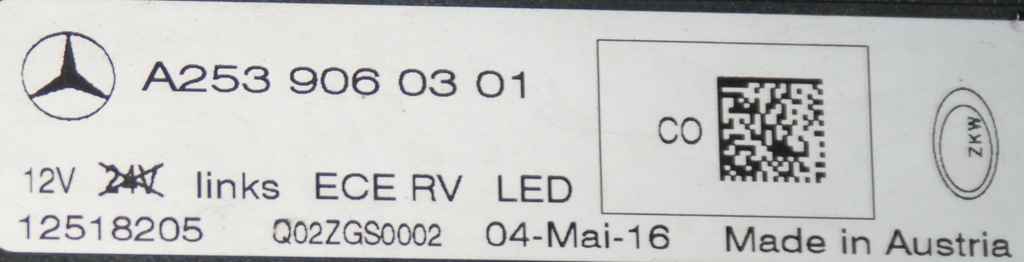 A253 906 03 01
CO
ZKW
12V 24V links ECE RV LED
12518205 Q02ZGS0002 04-Mai-16 Made in Austria